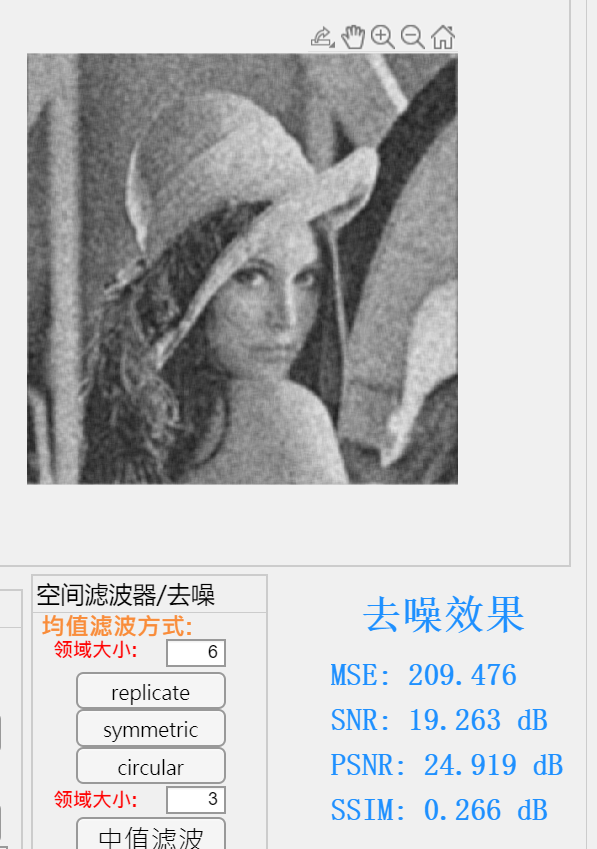 空间滤波器/去噪
均值滤波方式:
领域大小: 6
replicate
symmetric
circular
领域大小: 3
中值滤波
去噪效果
MSE: 209.476
SNR: 19.263 dB
PSNR: 24.919 dB
SSIM: 0.266 dB